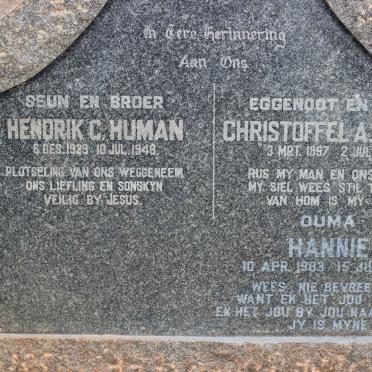 In Tere Herinnering
Aan Ons
SEUN EN BROER
HENDRIK C. HUMAN
6 DES. 1929 10 JUL. 1948.
PLOTSELING VAN ONS WEGGENEEM,
ONS LIEFLING EN SONSKYN
VEILIG BY JESUS.
EGGENOOT EN
CHRISTOFFEL A.
3 MRT. 1897 2 JUL
RUS MY MAN EN ONS
MY SIEL WEES STIL T
VAN HOM IS MY
OUMA
HANNIE
10 APR. 1903 15 JU
WEES NIE BEVREE
WANT EK HET JOU
EK HET JOU BY JOU NAA
JY IS MYNE